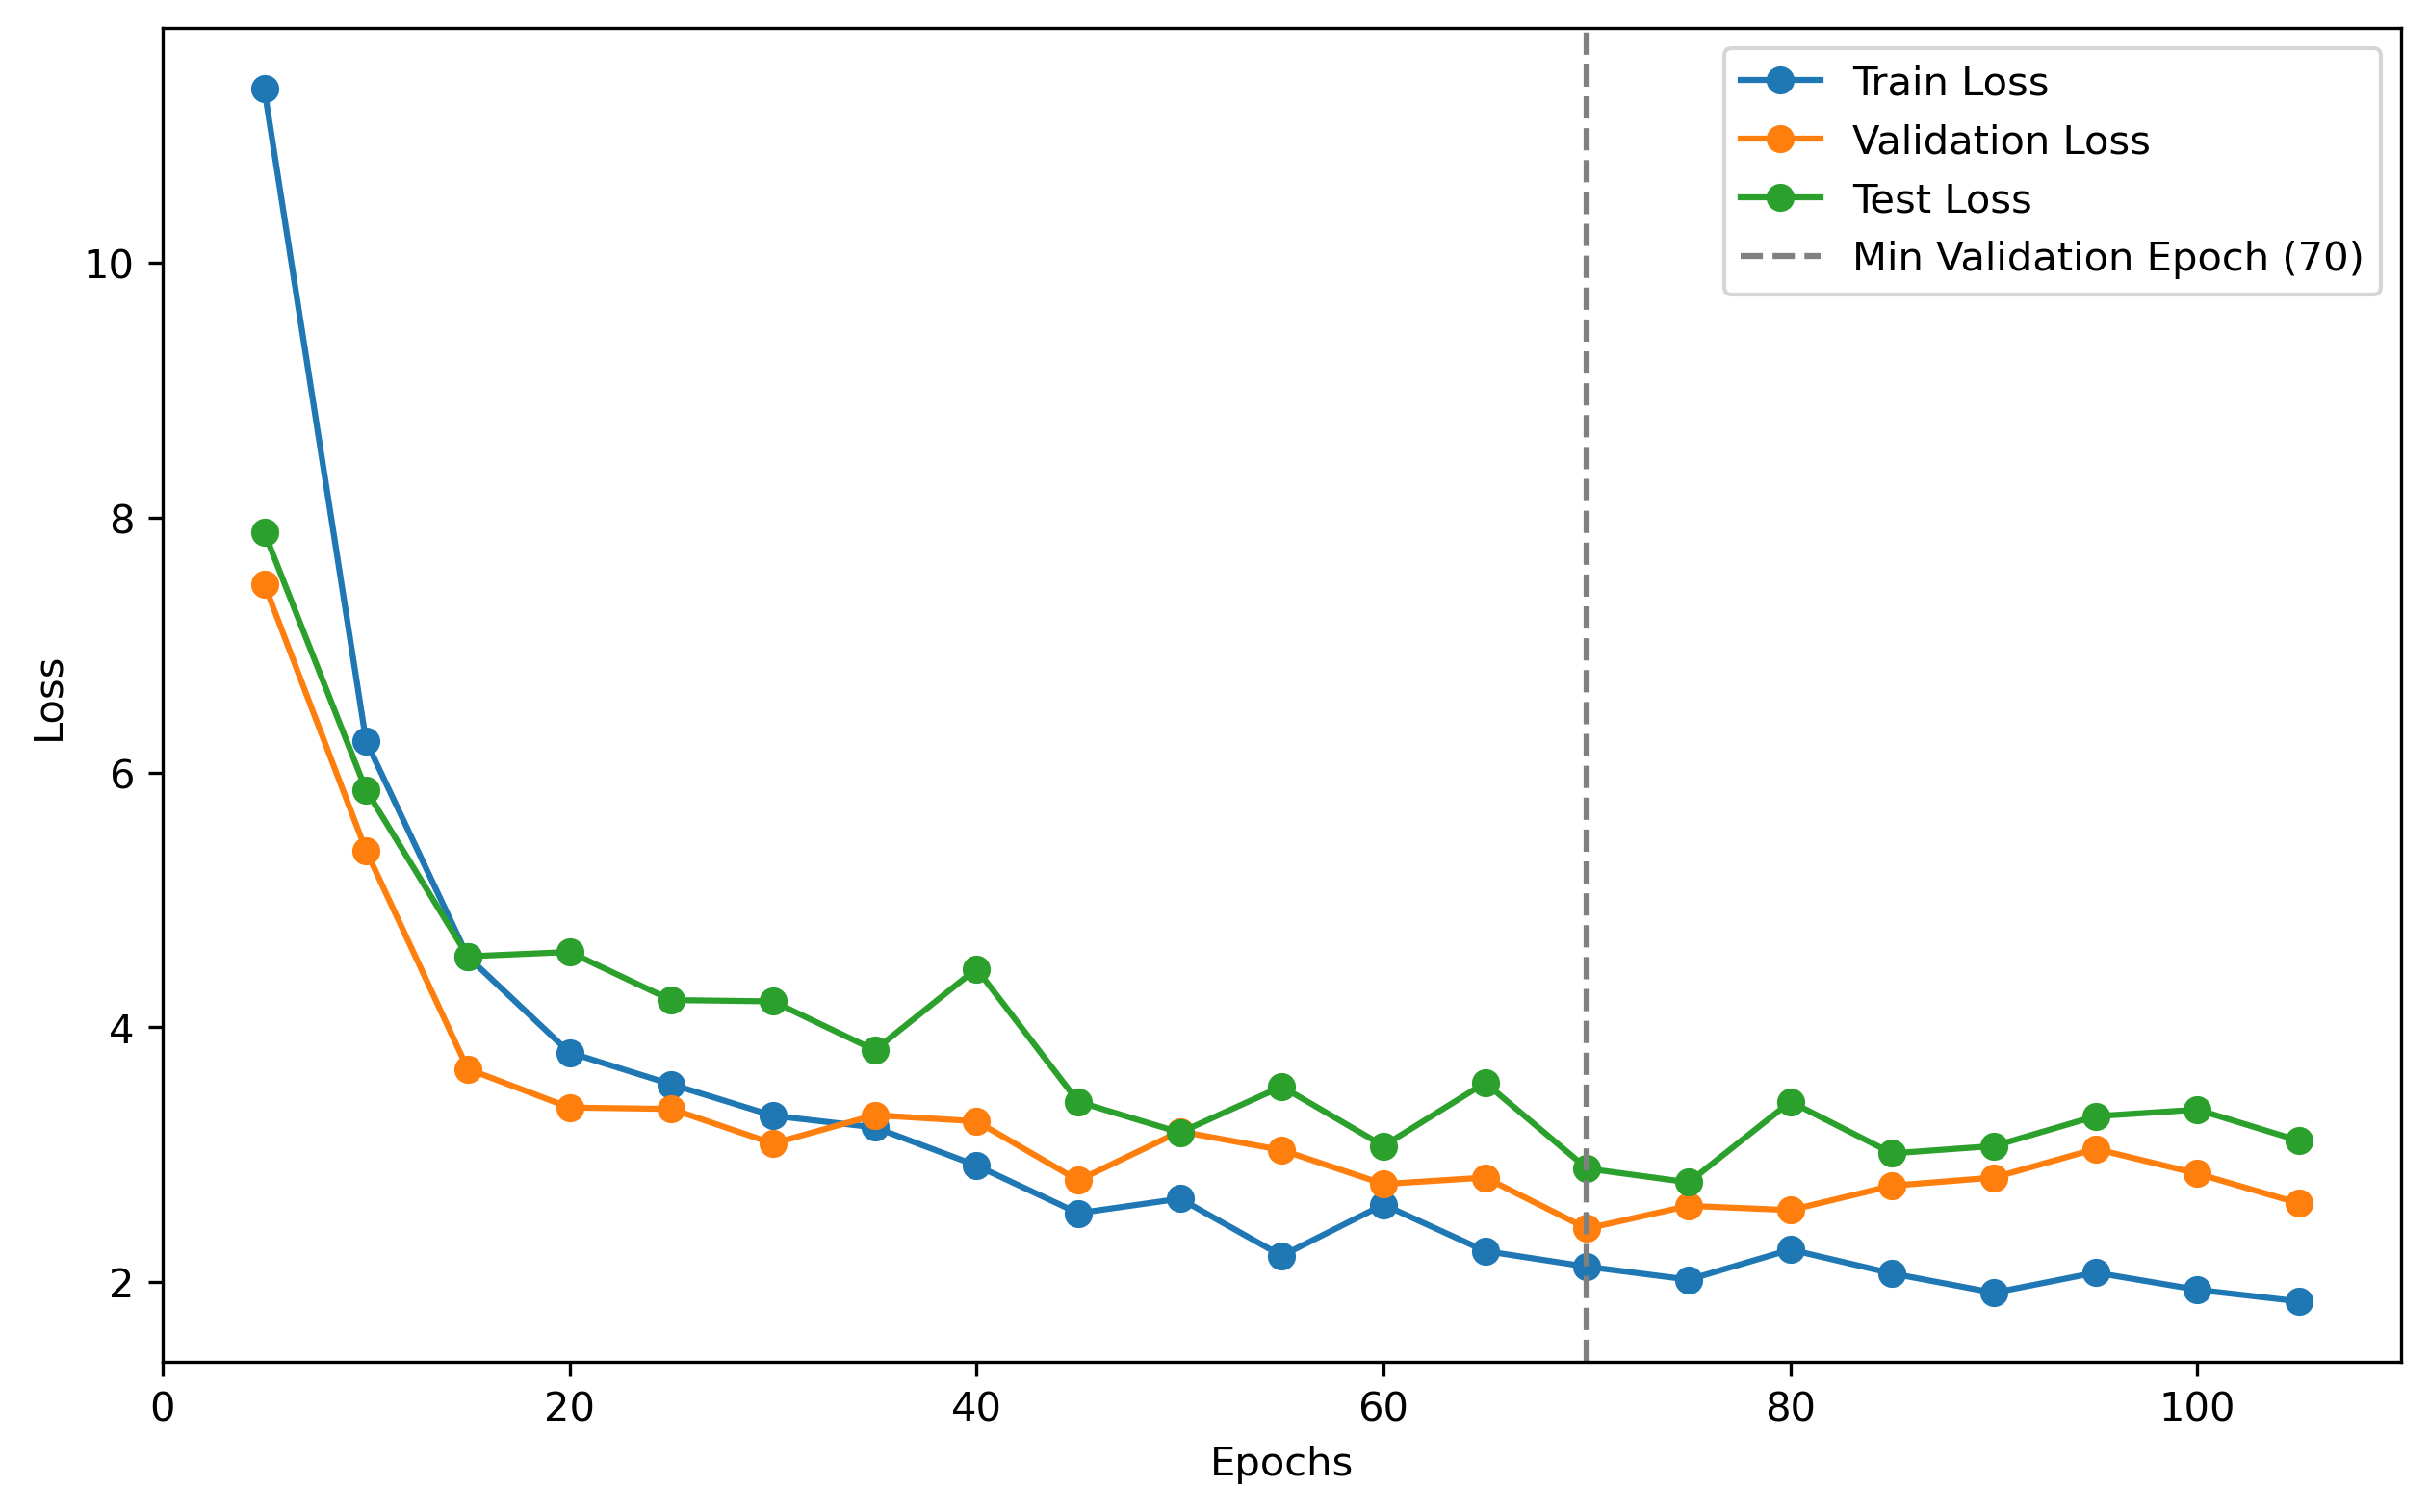 Train Loss
Validation Loss
Test Loss
Min Validation Epoch (70)
10
8
6
4
2
Loss
0 20 40 60 80 100
Epochs